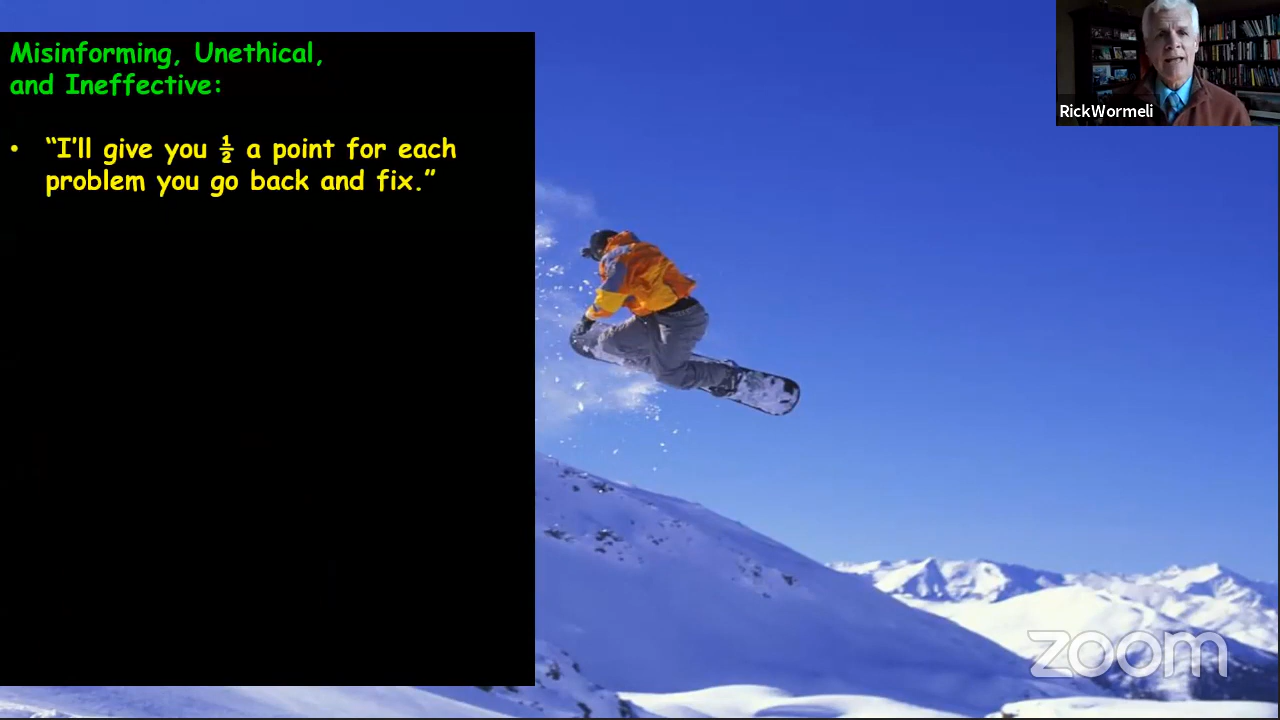 Misinforming, Unethical,
and Ineffective:
• “I’ll give you ½ a point for each
problem you go back and fix.”
RickWormeli
zoom